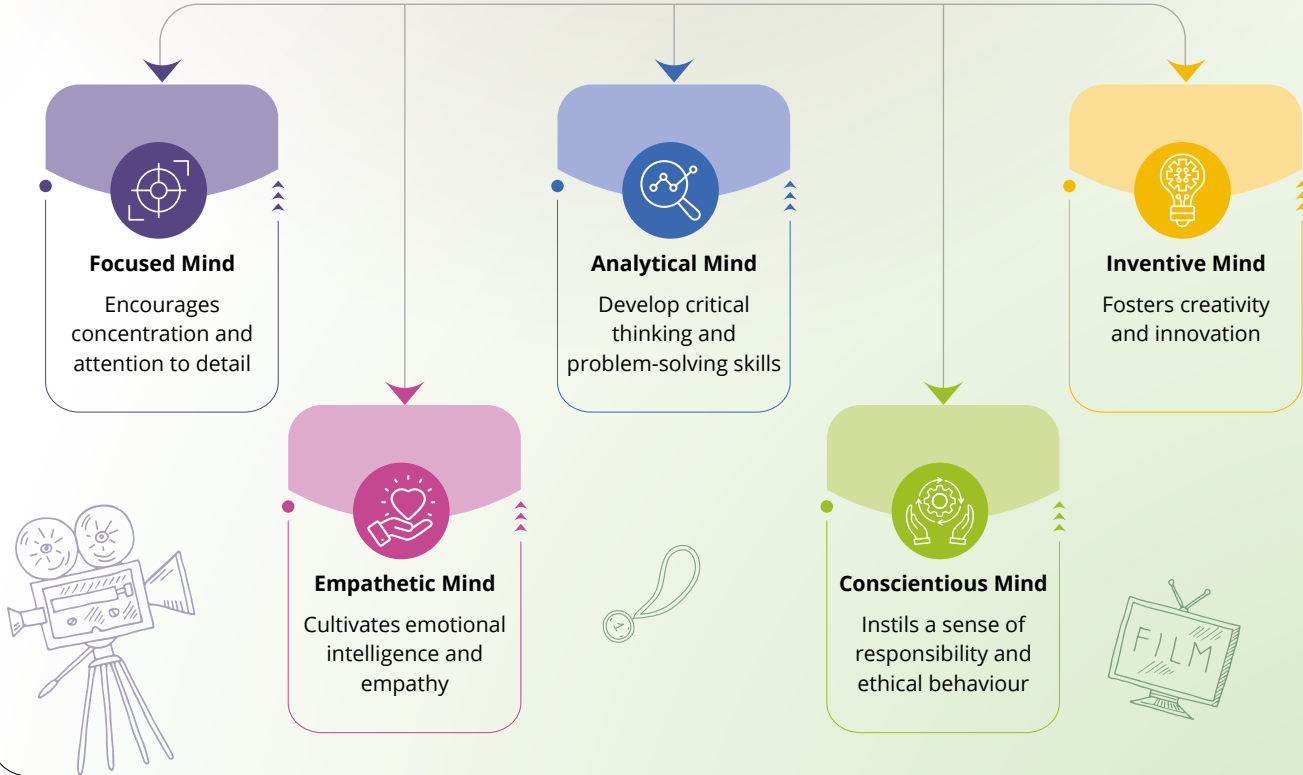 Focused Mind
Encourages
concentration and
attention to detail
Empathetic Mind
Cultivates emotional
intelligence and
empathy
Analytical Mind
Develop critical
thinking and
problem-solving skills
Conscientious Mind
Instils a sense of
responsibility and
ethical behaviour
Inventive Mind
Fosters creativity
and innovation
1
FILM